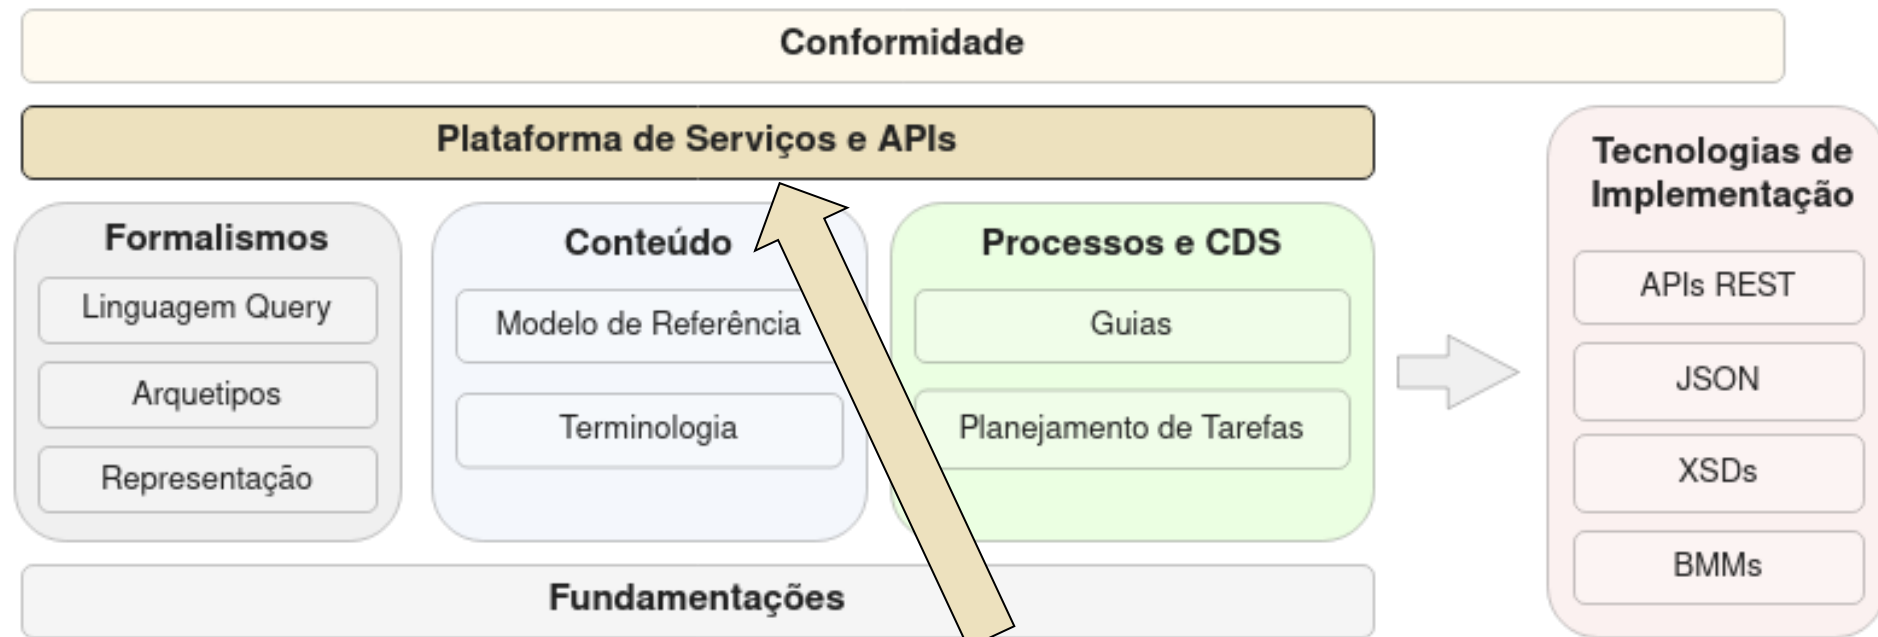 Conformidade
Plataforma de Serviços e APIs
Formalismos
Linguagem Query
Arquetipos
Representação
Conteúdo
Modelo de Referência
Terminologia
Processos e CDS
Guias
Planejamento de Tarefas
Fundamentações
Tecnologias de
Implementação
APIs REST
JSON
XSDs
BMMs